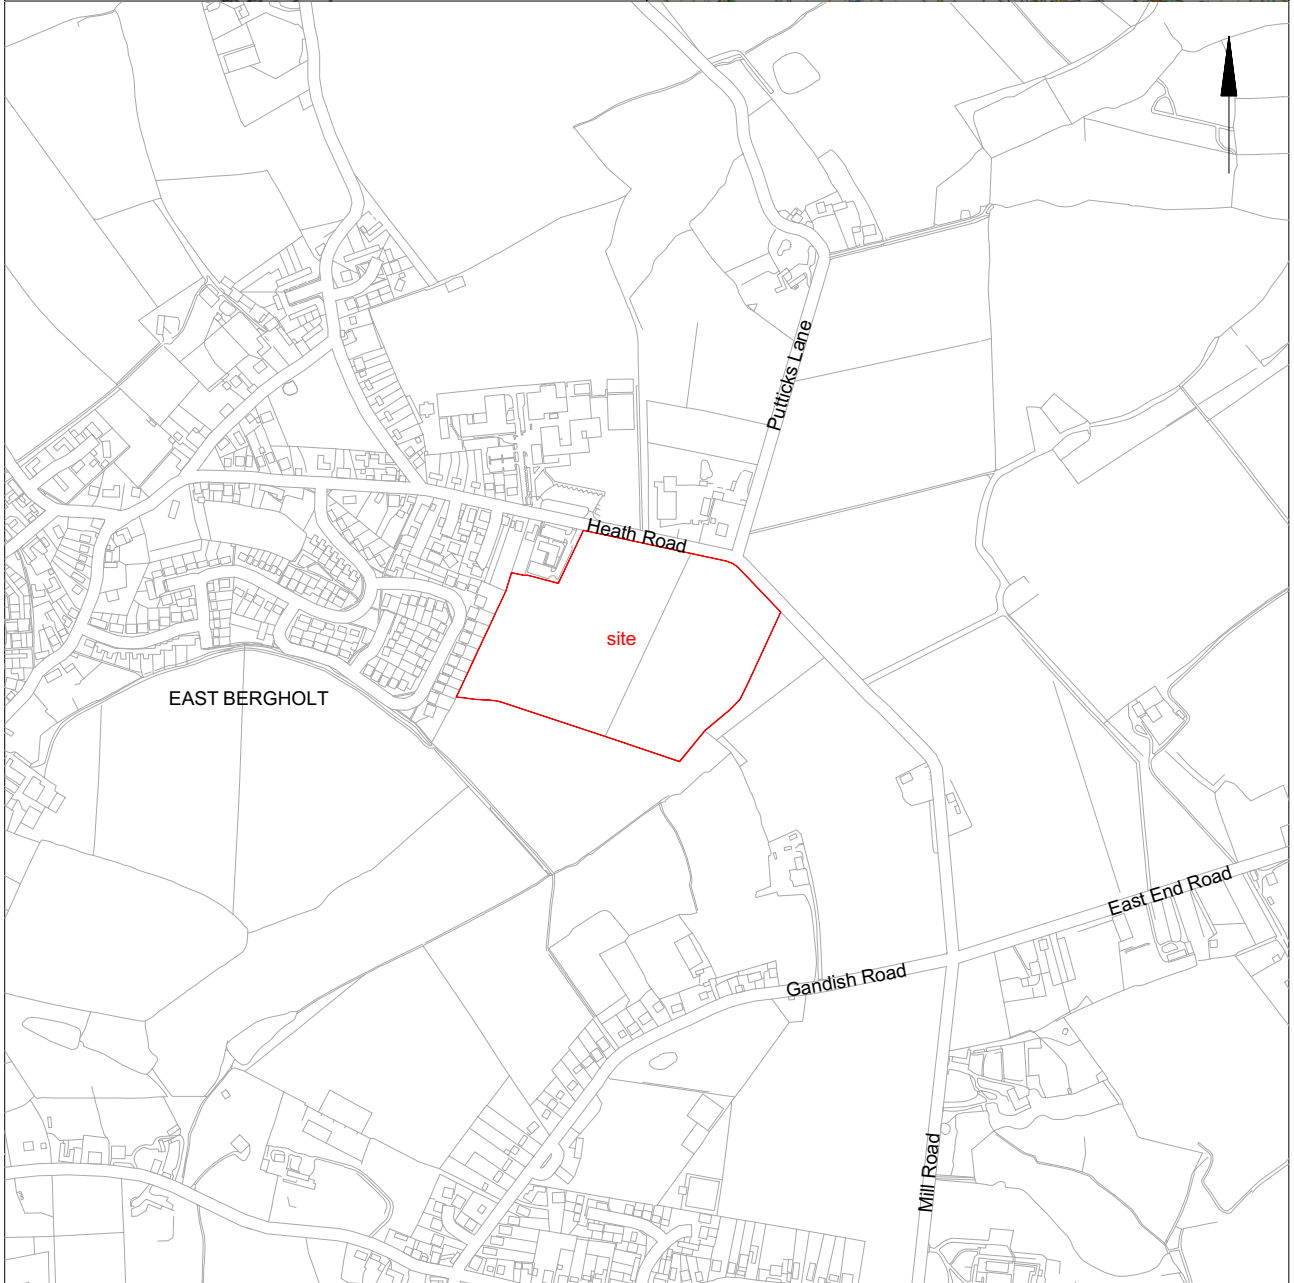 Putticks Lane
Heath Road
site
EAST BERGHOLT
East End Road
Gandish Road
Mill Road